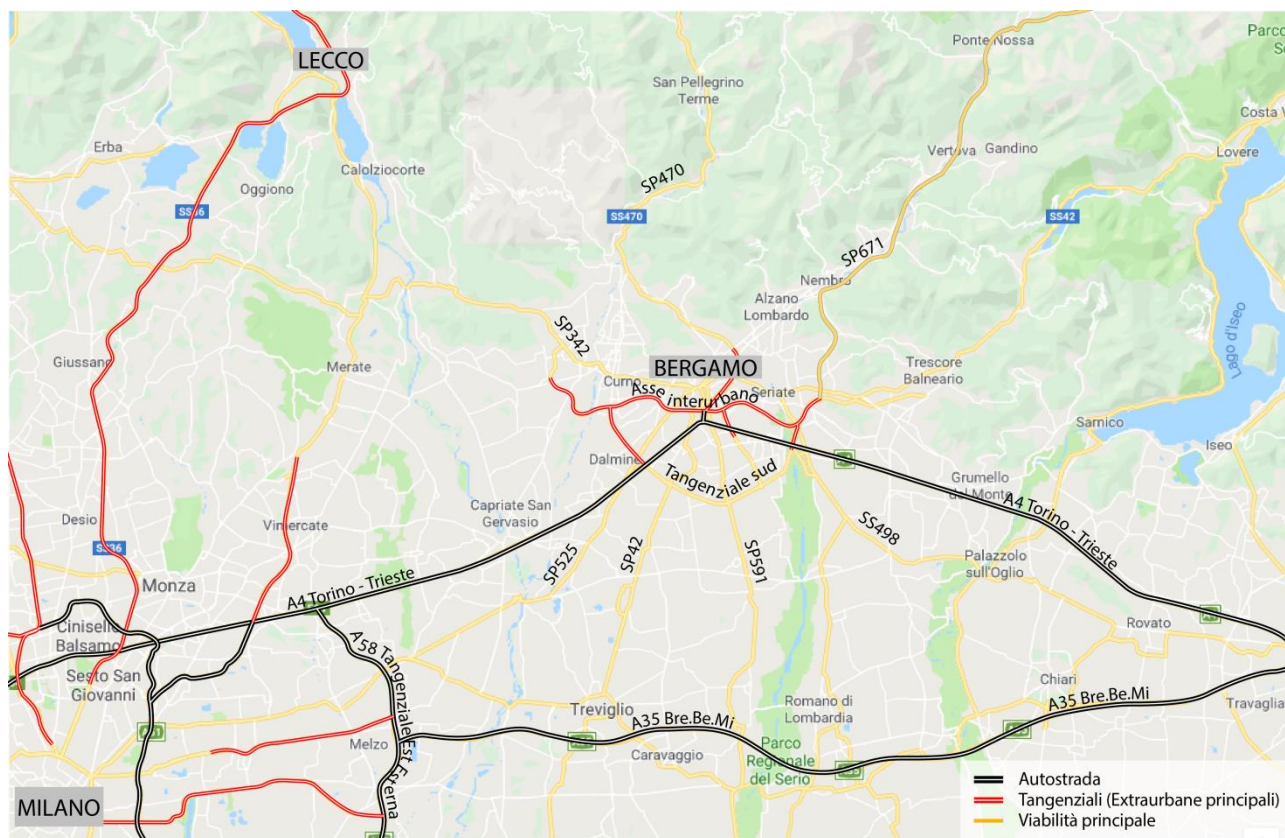 LECCO
Ponte Nossa
Parco
San Pellegrino
Terme
Costa V
Erba
Oggiono
Calolziocorte
Vertova
Gandino
Lovere
SP470
SS36
SS470
SS42
SP671
Nembro
Alzano
Lombardo
Lago d'Iseo
SP342
Giussano
Merate
BERGAMO
Trescore
Balneario
Curno
Seriate
Asse interurbano
Sarnico
Iseo
Dalmine
Tangenziale sud
Grumello
del Monte
Capriate San
Gervasio
A4 Torino - Trieste
Desio
Vimercate
SS36
SP525
SP42
SP591
SS498
Palazzolo
sull'Oglio
Monza
A4 Torino - Trieste
Cinisello
Balsamo
Rovato
A58 Tangenziale Est Esterna
Sesto San
Giovanni
Chiari
Treviglio
Romano di
Lombardia
A35 Bre.Be.Mi
A35 Bre.Be.Mi
Travaglia
Melzo
Caravaggio
Parco
Regionale
del Serio
MILANO
Autostrada
Tangenziali (Extraurbane principali)
Viabilità principale